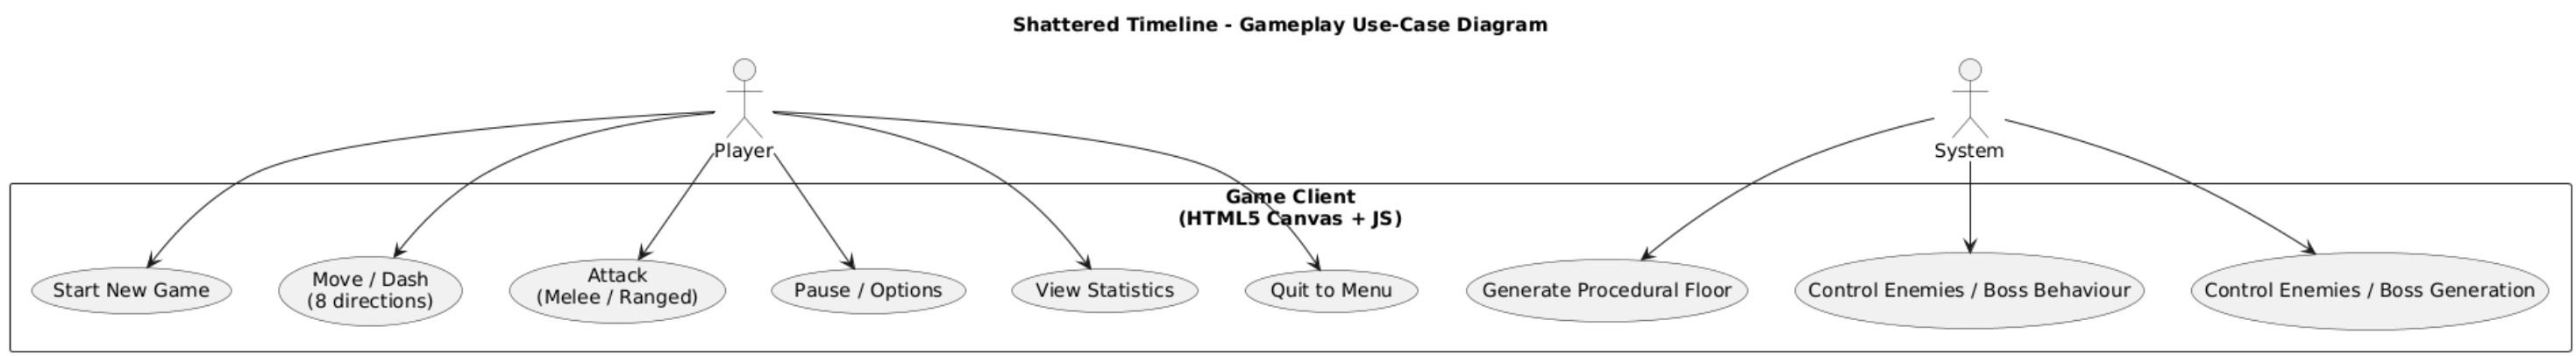 Shattered Timeline - Gameplay Use-Case Diagram
Player
System
Game Client
(HTML5 Canvas + JS)
Start New Game
Move / Dash
(8 directions)
Attack
(Melee / Ranged)
Pause / Options
View Statistics
Quit to Menu
Generate Procedural Floor
Control Enemies / Boss Behaviour
Control Enemies / Boss Generation